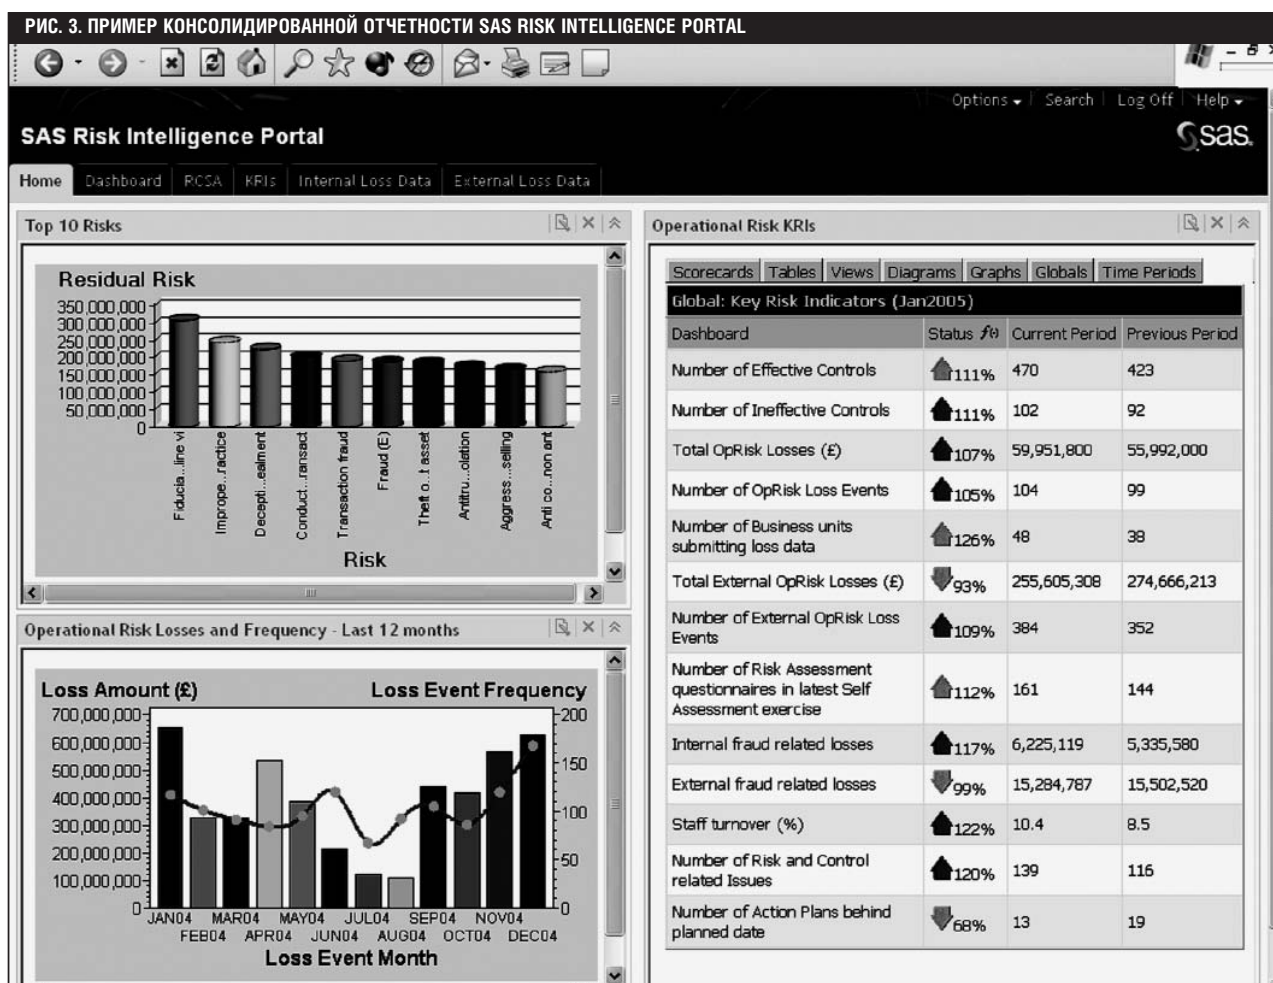 РИС. 3. ПРИМЕР КОНСОЛИДИРОВАННОЙ ОТЧЕТНОСТИ SAS RISK INTELLIGENCE PORTAL
Options Search Log Off Help
SAS Risk Intelligence Portal
sas.
Home Dashboard RCSA KRIs Internal Loss Data External Loss Data
Top 10 Risks
Residual Risk
350,000,000
300,000,000
250,000,000
200,000,000
150,000,000
100,000,000
50,000,000
0
Fiducia...line vi
Imprope...ractice
Decepti...ealment
Conduct...ransact
Transaction fraud
Fraud (E)
Theft o...t asset
Antitru...olation
Aggress...selling
Anti co...non ant
Risk
Operational Risk Losses and Frequency - Last 12 months
Loss Amount (£) Loss Event Frequency
700,000,000 200
600,000,000
500,000,000 150
400,000,000
300,000,000 100
200,000,000
100,000,000 50
0 0
JAN04 MAR04 MAY04 JUL04 SEP04 NOV04
FEB04 APR04 JUN04 AUG04 OCT04 DEC04
Loss Event Month
Operational Risk KRIs
Scorecards Tables Views Diagrams Graphs Globals Time Periods
Global: Key Risk Indicators (Jan2005)
Dashboard Status f(x) Current Period Previous Period
Number of Effective Controls 111% 470 423
Number of Ineffective Controls 111% 102 92
Total OpRisk Losses (£) 107% 59,951,800 55,992,000
Number of OpRisk Loss Events 105% 104 99
Number of Business units
submitting loss data 126% 48 38
Total External OpRisk Losses (£) 93% 255,605,308 274,666,213
Number of External OpRisk Loss
Events 109% 384 352
Number of Risk Assessment
questionnaires in latest Self
Assessment exercise 112% 161 144
Internal fraud related losses 117% 6,225,119 5,335,580
External fraud related losses 99% 15,284,787 15,502,520
Staff turnover (%) 122% 10.4 8.5
Number of Risk and Control
related Issues 120% 139 116
Number of Action Plans behind
planned date 68% 13 19